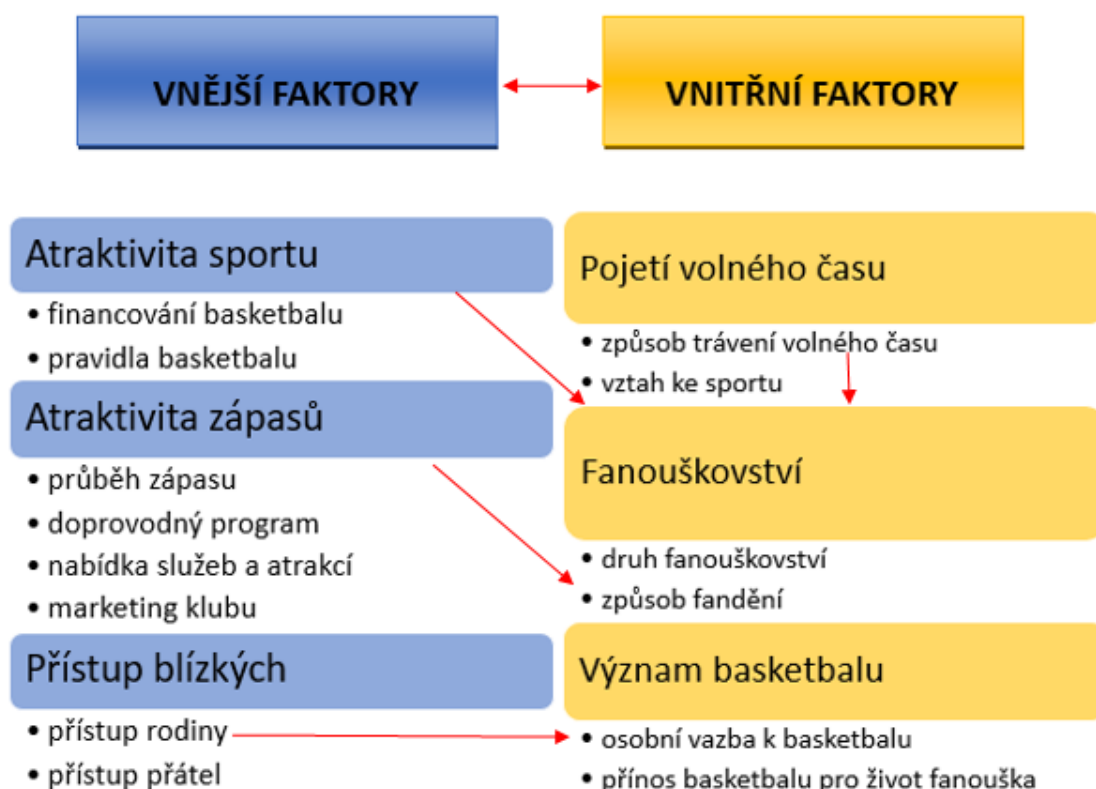 VNĚJŠÍ FAKTORY
VNITŘNÍ FAKTORY
Atraktivita sportu
• financování basketbalu
• pravidla basketbalu
Atraktivita zápasů
• průběh zápasu
• doprovodný program
• nabídka služeb a atrakcí
• marketing klubu
Přístup blízkých
• přístup rodiny
• přístup přátel
Pojetí volného času
• způsob trávení volného času
• vztah ke sportu
Fanouškovství
• druh fanouškovství
• způsob fandění
Význam basketbalu
• osobní vazba k basketbalu
• přínos basketbalu pro život fanouška